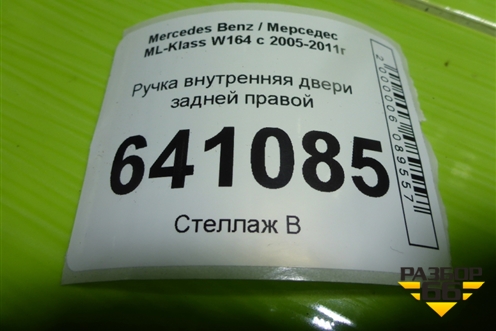 Mercedes Benz / Мерседес
ML-Klass W164 с 2005-2011г
Ручка внутренняя двери
задней правой
641085
Стеллаж В
2000006089557
РАЗБОР
66